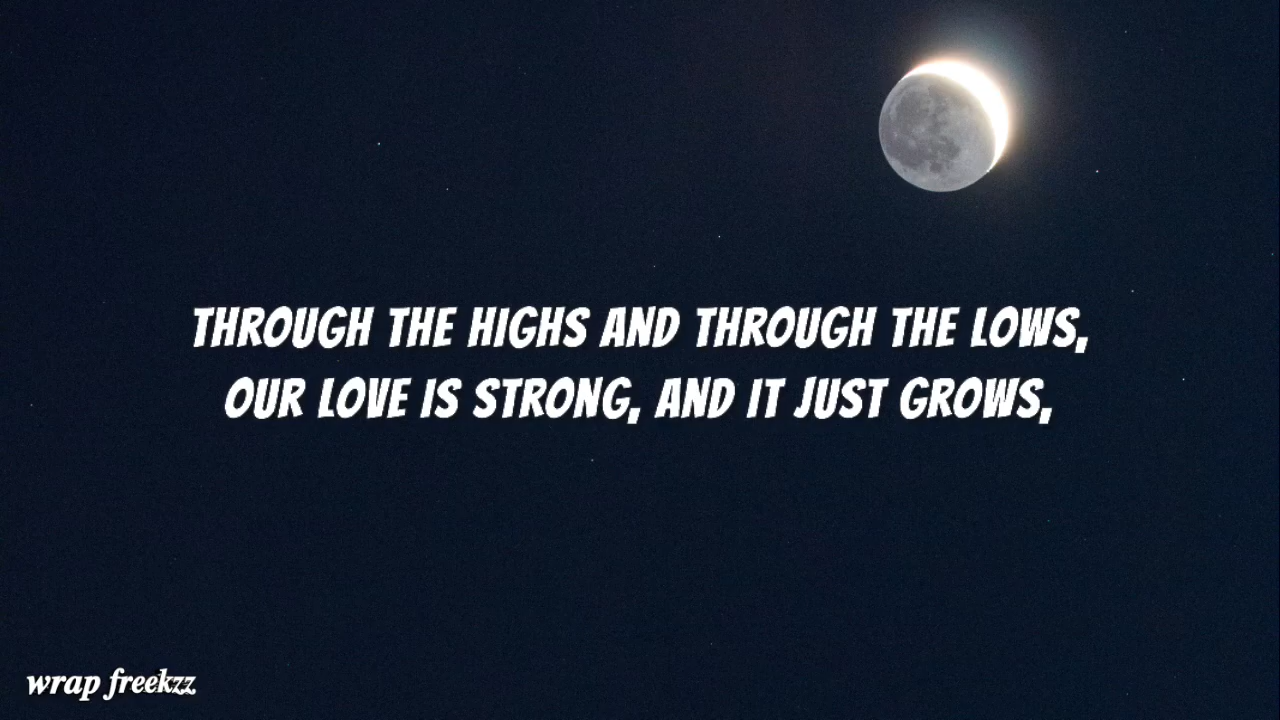 THROUGH THE HIGHS AND THROUGH THE LOWS,
OUR LOVE IS STRONG, AND IT JUST GROWS,
wrap freekzz